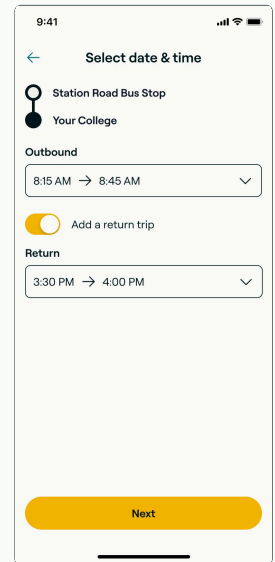 9:41
Select date & time
Station Road Bus Stop
Your College
Outbound
8:15 AM → 8:45 AM
Add a return trip
Return
3:30 PM → 4:00 PM
Next